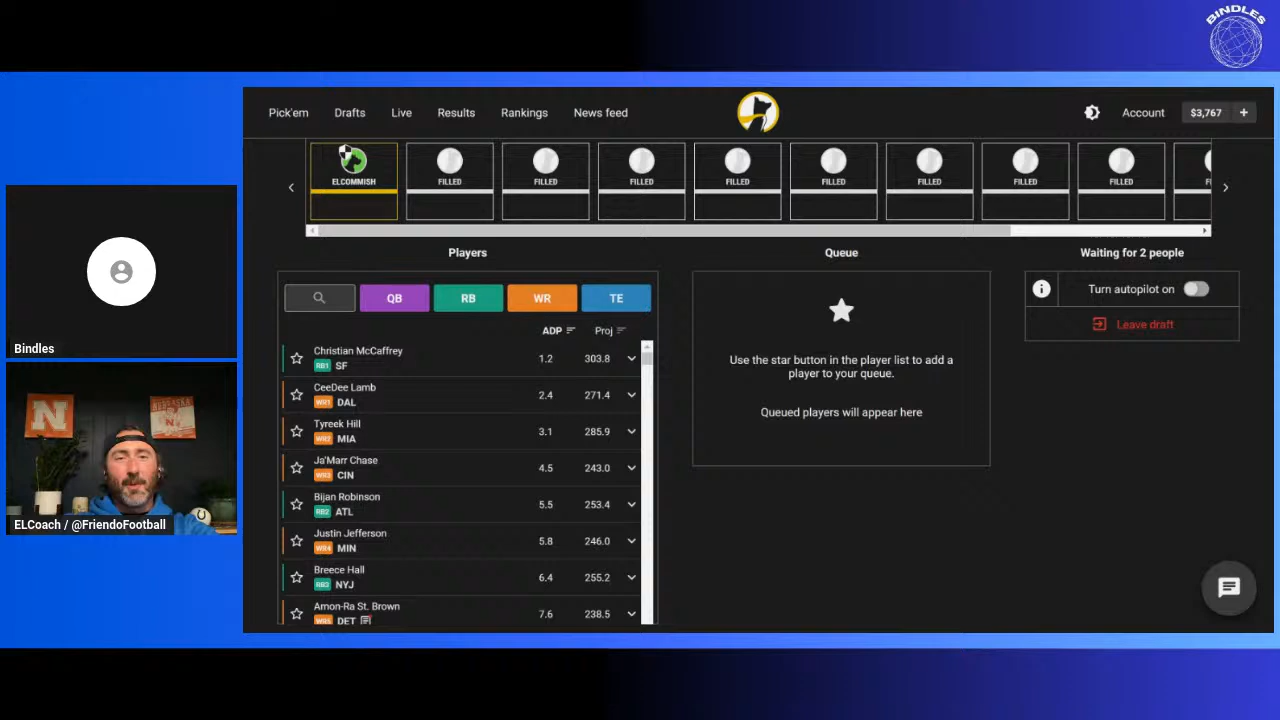 BINDLES
Pick'em Drafts Live Results Rankings News feed
Account $3,767 +
ELCOMMISH FILLED FILLED FILLED FILLED FILLED FILLED FILLED FILLED
Players
QB RB WR TE
ADP Proj
Christian McCaffrey
RB1 SF 1.2 303.8
CeeDee Lamb
WR1 DAL 2.4 271.4
Tyreek Hill
WR2 MIA 3.1 285.9
Ja'Marr Chase
WR3 CIN 4.5 243.0
Bijan Robinson
RB2 ATL 5.5 253.4
Justin Jefferson
WR4 MIN 5.8 246.0
Breece Hall
RB3 NYJ 6.4 255.2
Amon-Ra St. Brown
WR5 DET 7.6 238.5
Queue
Use the star button in the player list to add a
player to your queue.
Queued players will appear here
Waiting for 2 people
Turn autopilot on
Leave draft
Bindles
N
NEBRASKA
N
ELCoach / @FriendoFootball